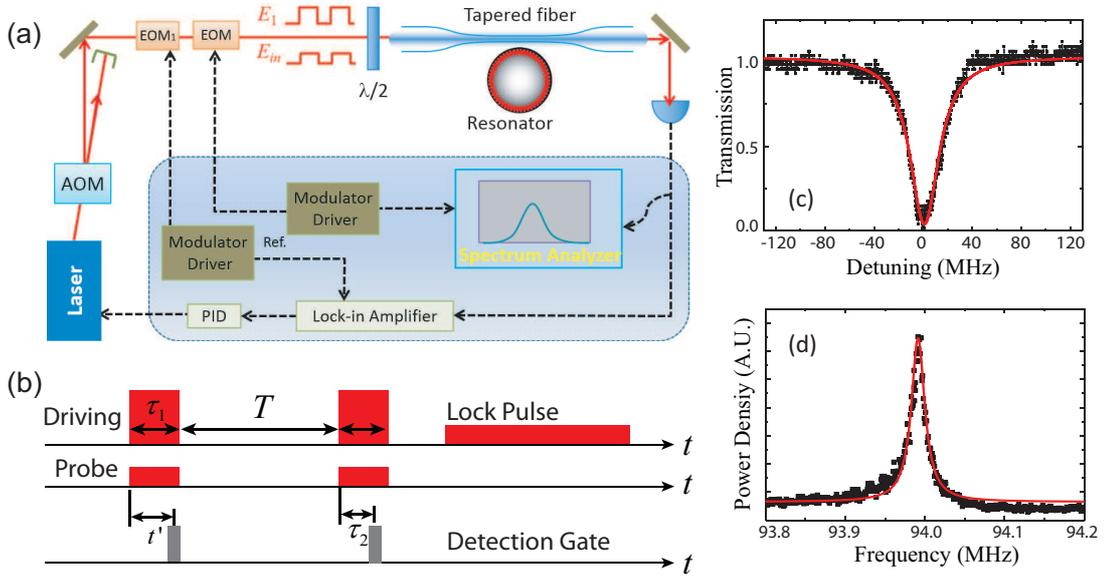 (a)
EOM₁
EOM
E₁
E_in
λ/2
Tapered fiber
Resonator
AOM
Laser
Modulator
Driver
Modulator
Driver
Ref.
Spectrum Analyzer
PID
Lock-in Amplifier
(b)
Driving
τ₁
T
Lock Pulse
t
Probe
t
t'
τ₂
Detection Gate
t
Transmission
1.0
0.5
0.0
(c)
-120
-80
-40
0
40
80
120
Detuning (MHz)
Power Densiy (A.U.)
(d)
93.8
93.9
94.0
94.1
94.2
Frequency (MHz)